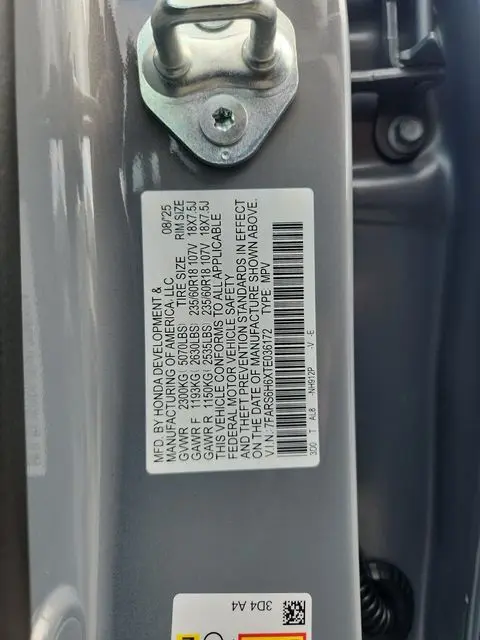 MFD. BY HONDA DEVELOPMENT &
MANUFACTURING OF AMERICA, LLC 08/25
GVWR 2300KG( 5070LBS) TIRE SIZE RIM SIZE
GAWR F 1193KG( 2630LBS) 235/60R18 107V 18X7.5J
GAWR R 1150KG( 2535LBS) 235/60R18 107V 18X7.5J
THIS VEHICLE CONFORMS TO ALL APPLICABLE
FEDERAL MOTOR VEHICLE SAFETY
AND THEFT PREVENTION STANDARDS IN EFFECT
ON THE DATE OF MANUFACTURE SHOWN ABOVE.
V.I.N.: 7FARS6H6XTE036172 TYPE: MPV
3D0 T AL8 -NH912P -V -E
3D4 A4